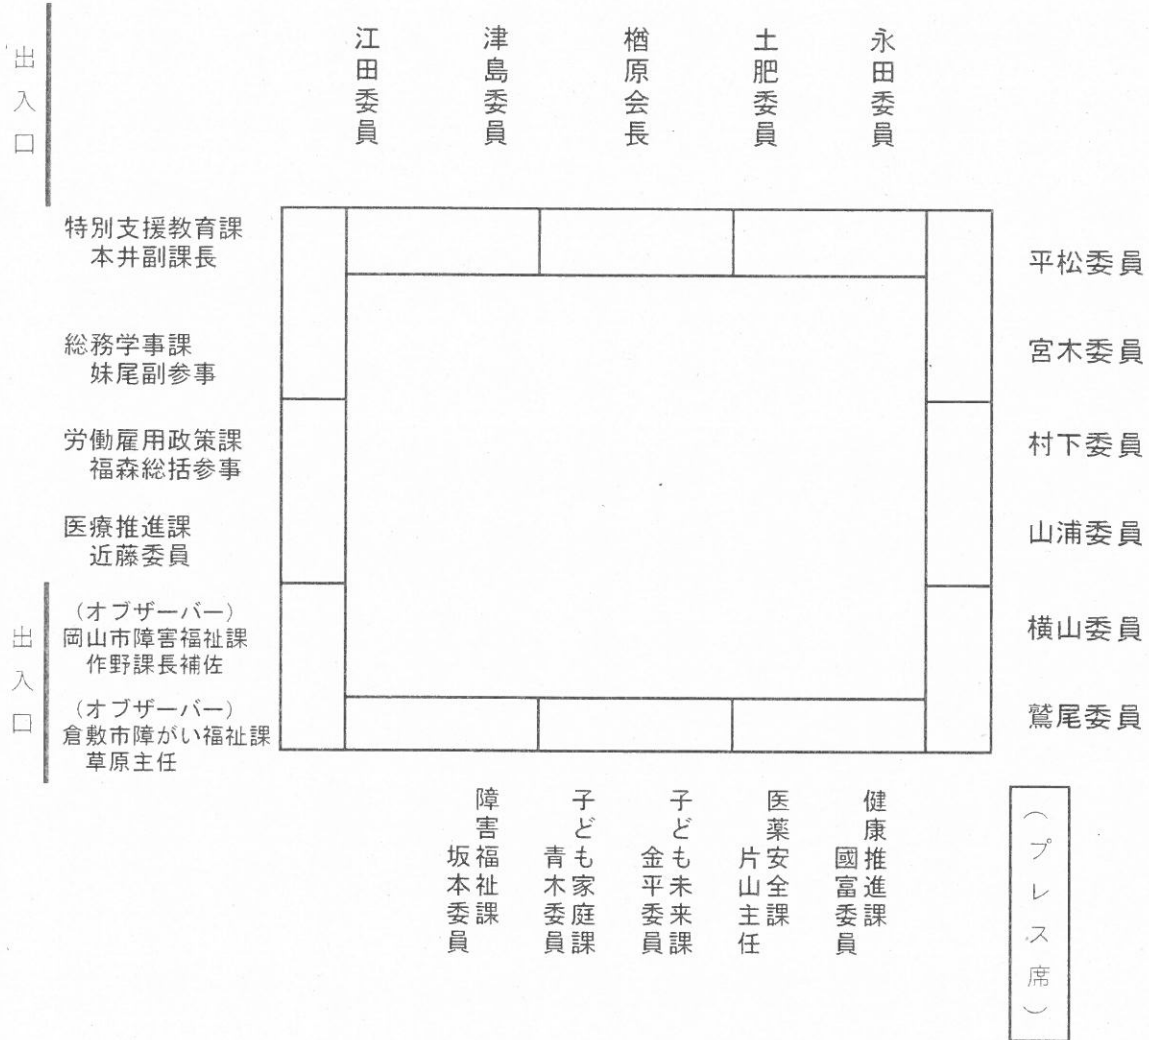 出入口
江田委員
津島委員
楢原会長
土肥委員
永田委員
特別支援教育課
本井副課長
総務学事課
妹尾副参事
労働雇用政策課
福森総括参事
医療推進課
近藤委員
（オブザーバー）
岡山市障害福祉課
作野課長補佐
（オブザーバー）
倉敷市障がい福祉課
草原主任
出入口
平松委員
宮木委員
村下委員
山浦委員
横山委員
鷲尾委員
障害福祉課
坂本委員
子ども家庭課
青木委員
子ども未来課
金平委員
医薬安全課
片山主任
健康推進課
國富委員
（プレス席）